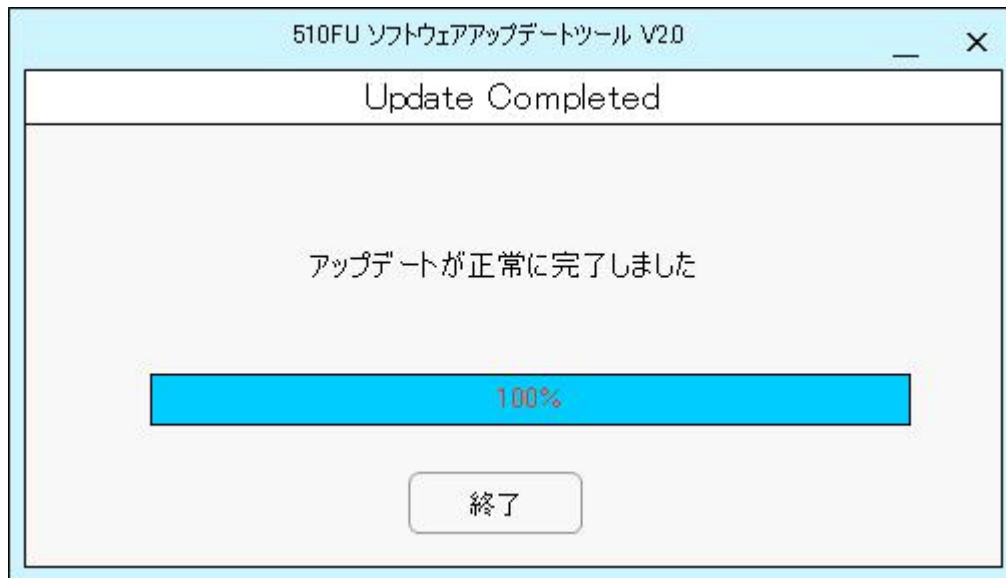 510FU ソフトウェアアップデートツール V2.0
Update Completed
アップデートが正常に完了しました
100%
終了